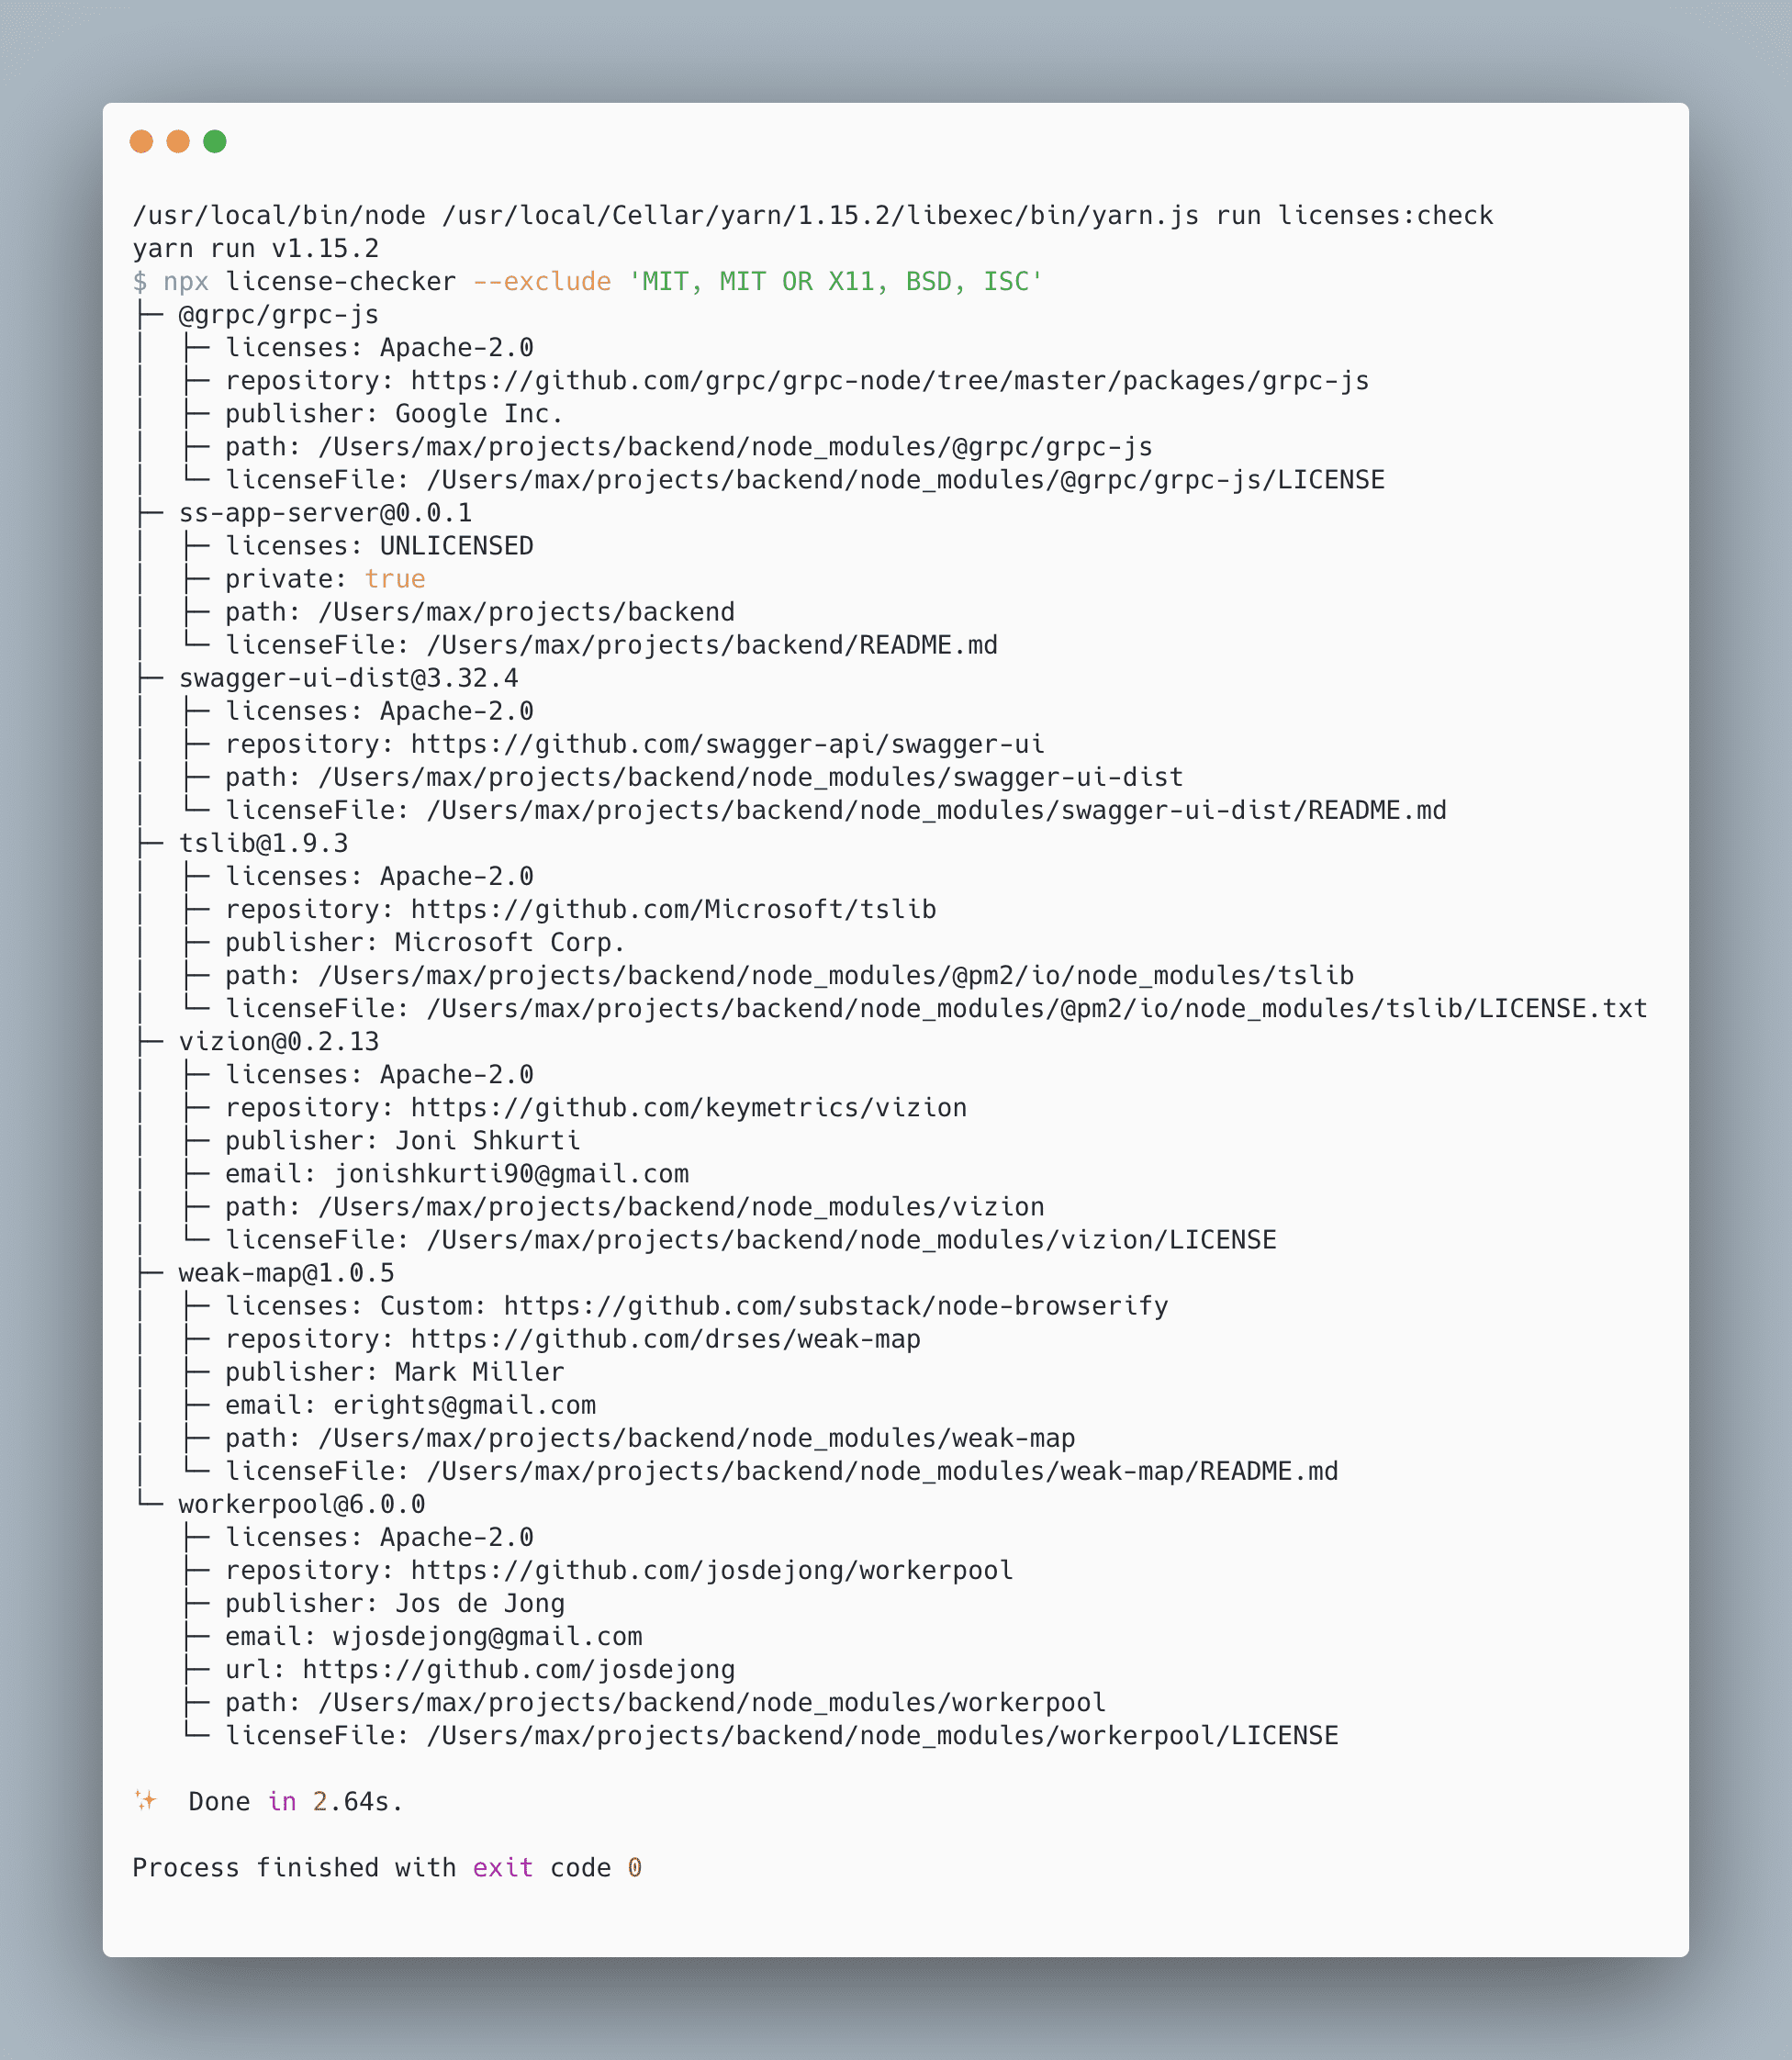 /usr/local/bin/node /usr/local/Cellar/yarn/1.15.2/libexec/bin/yarn.js run licenses:check
yarn run v1.15.2
$ npx license-checker --exclude 'MIT, MIT OR X11, BSD, ISC'
├─ @grpc/grpc-js
│  ├─ licenses: Apache-2.0
│  ├─ repository: https://github.com/grpc/grpc-node/tree/master/packages/grpc-js
│  ├─ publisher: Google Inc.
│  ├─ path: /Users/max/projects/backend/node_modules/@grpc/grpc-js
│  └─ licenseFile: /Users/max/projects/backend/node_modules/@grpc/grpc-js/LICENSE
├─ ss-app-server@0.0.1
│  ├─ licenses: UNLICENSED
│  ├─ private: true
│  ├─ path: /Users/max/projects/backend
│  └─ licenseFile: /Users/max/projects/backend/README.md
├─ swagger-ui-dist@3.32.4
│  ├─ licenses: Apache-2.0
│  ├─ repository: https://github.com/swagger-api/swagger-ui
│  ├─ path: /Users/max/projects/backend/node_modules/swagger-ui-dist
│  └─ licenseFile: /Users/max/projects/backend/node_modules/swagger-ui-dist/README.md
├─ tslib@1.9.3
│  ├─ licenses: Apache-2.0
│  ├─ repository: https://github.com/Microsoft/tslib
│  ├─ publisher: Microsoft Corp.
│  ├─ path: /Users/max/projects/backend/node_modules/@pm2/io/node_modules/tslib
│  └─ licenseFile: /Users/max/projects/backend/node_modules/@pm2/io/node_modules/tslib/LICENSE.txt
├─ vizion@0.2.13
│  ├─ licenses: Apache-2.0
│  ├─ repository: https://github.com/keymetrics/vizion
│  ├─ publisher: Joni Shkurti
│  ├─ email: jonishkurti90@gmail.com
│  ├─ path: /Users/max/projects/backend/node_modules/vizion
│  └─ licenseFile: /Users/max/projects/backend/node_modules/vizion/LICENSE
├─ weak-map@1.0.5
│  ├─ licenses: Custom: https://github.com/substack/node-browserify
│  ├─ repository: https://github.com/drses/weak-map
│  ├─ publisher: Mark Miller
│  ├─ email: erights@gmail.com
│  ├─ path: /Users/max/projects/backend/node_modules/weak-map
│  └─ licenseFile: /Users/max/projects/backend/node_modules/weak-map/README.md
└─ workerpool@6.0.0
   ├─ licenses: Apache-2.0
   ├─ repository: https://github.com/josdejong/workerpool
   ├─ publisher: Jos de Jong
   ├─ email: wjosdejong@gmail.com
   ├─ url: https://github.com/josdejong
   ├─ path: /Users/max/projects/backend/node_modules/workerpool
   └─ licenseFile: /Users/max/projects/backend/node_modules/workerpool/LICENSE
✨  Done in 2.64s.
Process finished with exit code 0